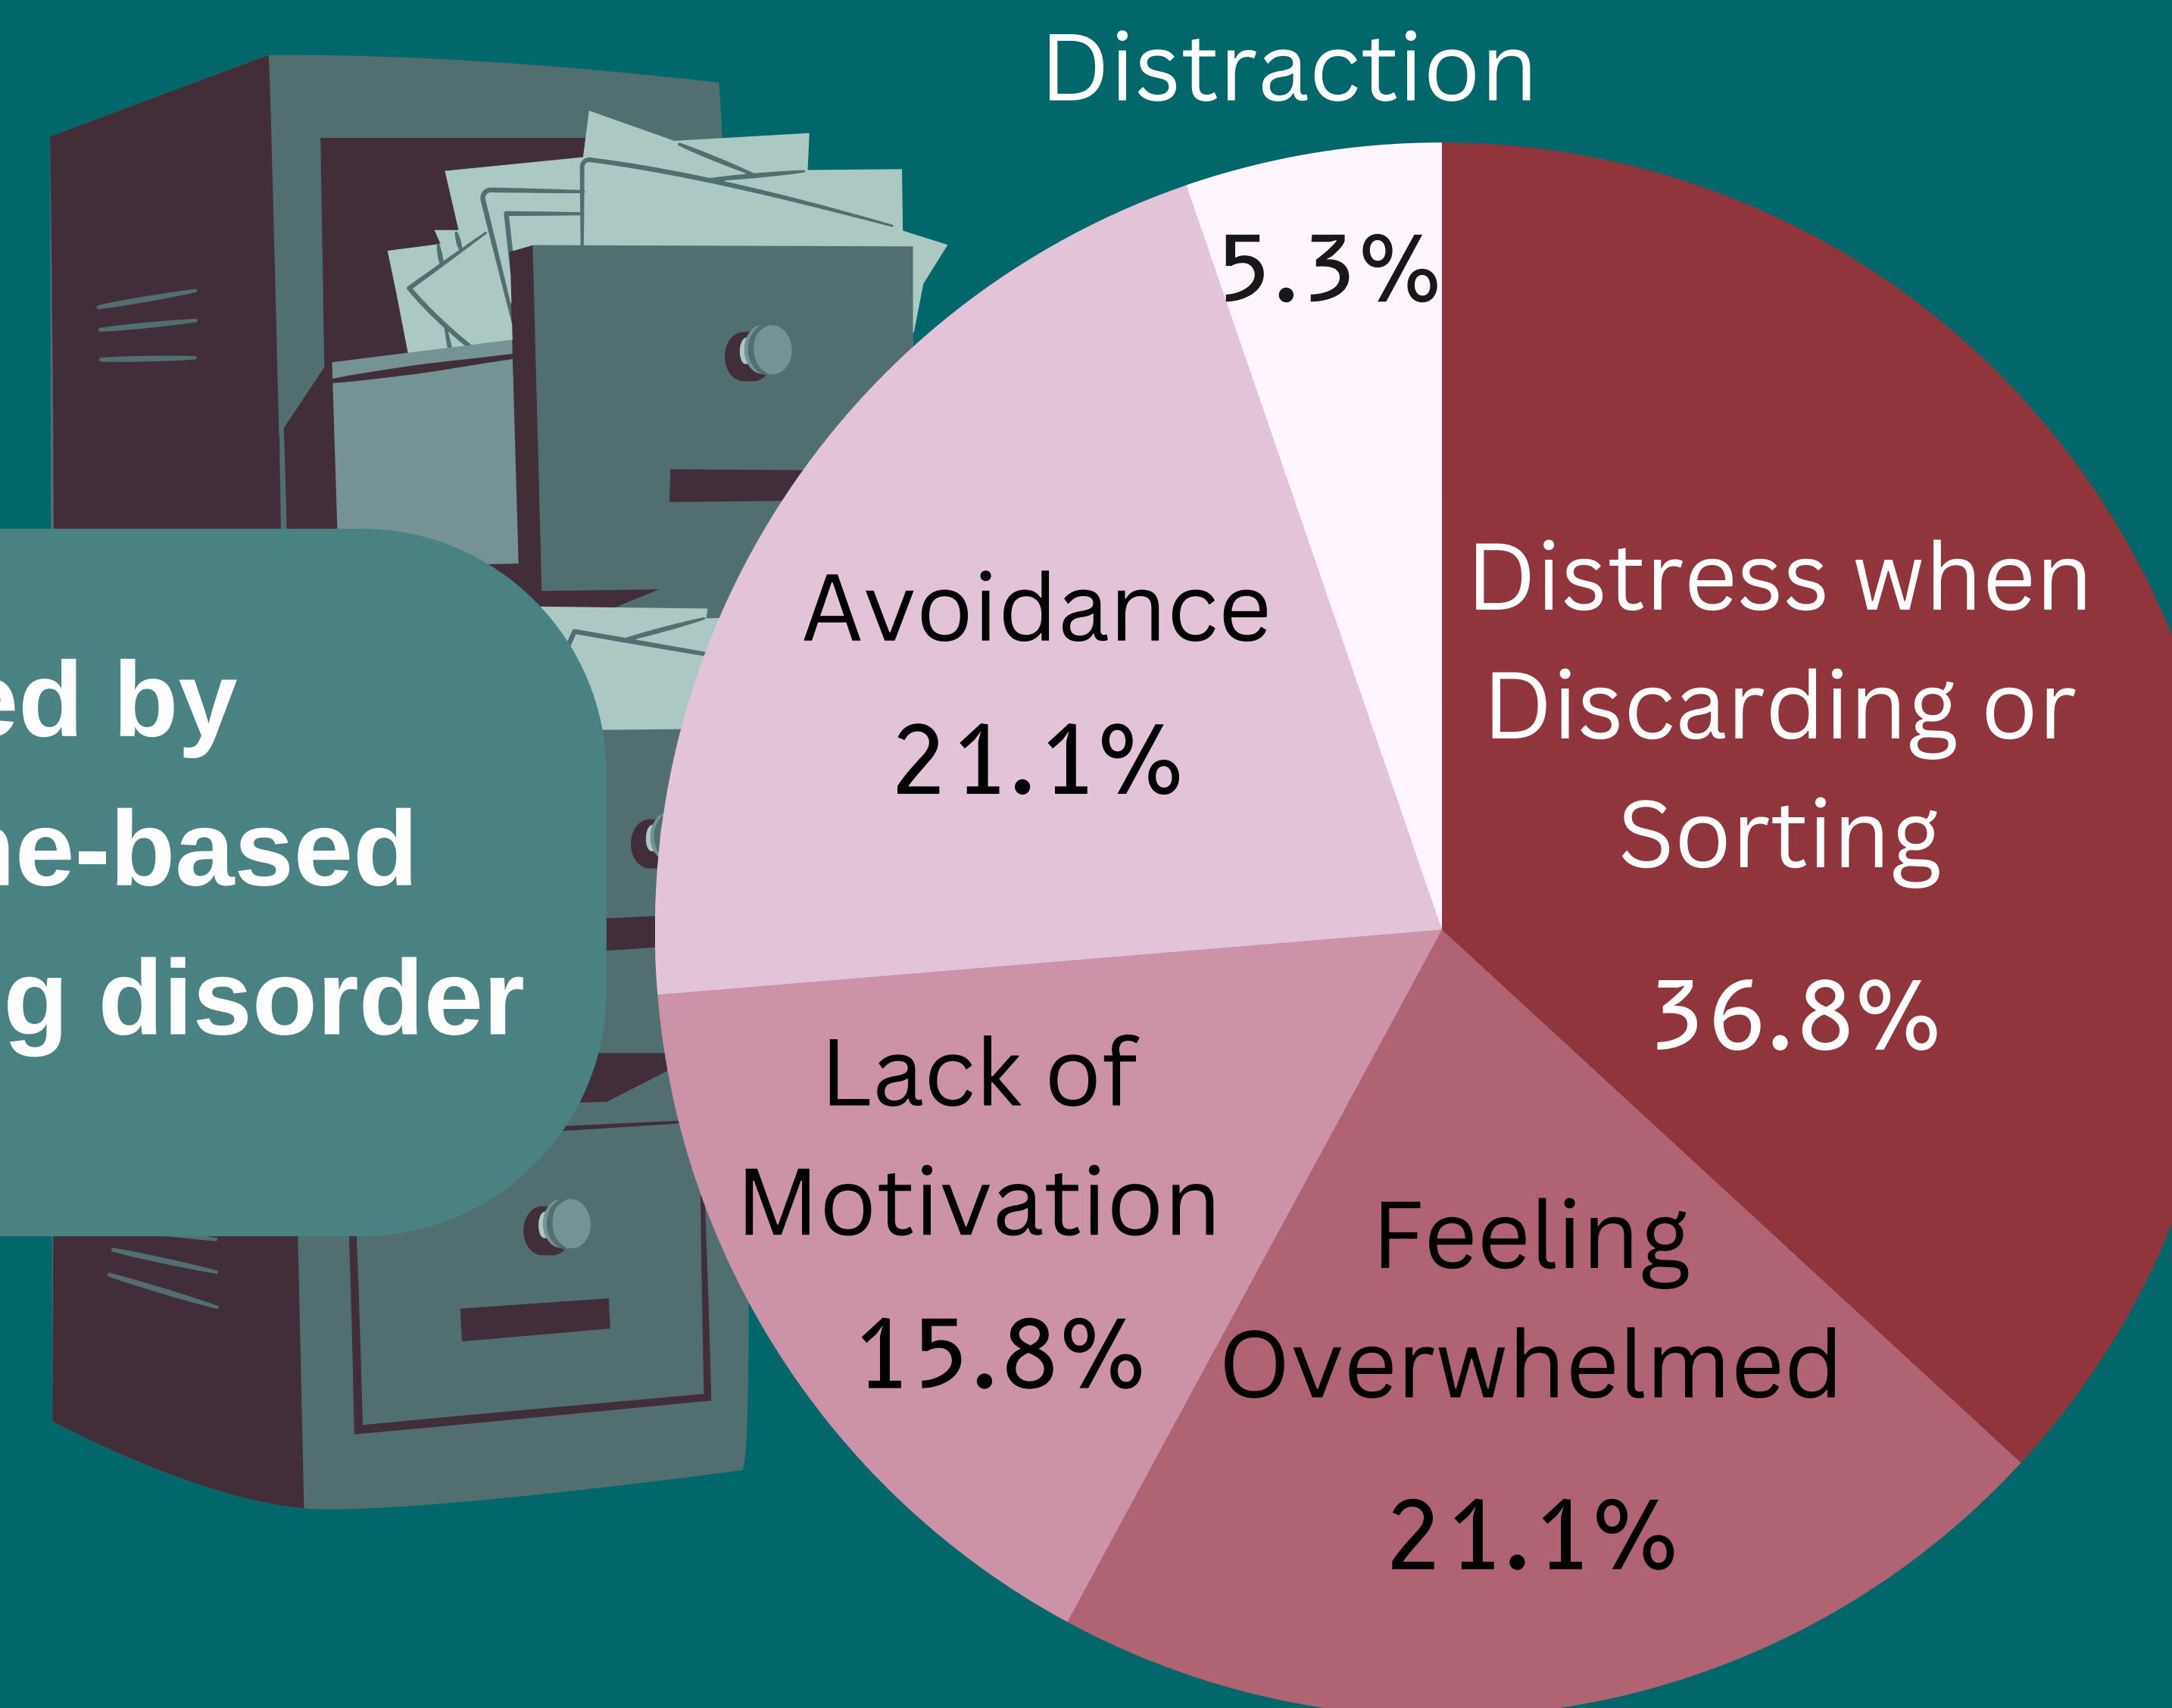 Distraction
5.3%
Distress when
Discarding or
Sorting
36.8%
Avoidance
21.1%
ed by
e-based
g disorder
Lack of
Motivation
15.8%
Feeling
Overwhelmed
21.1%